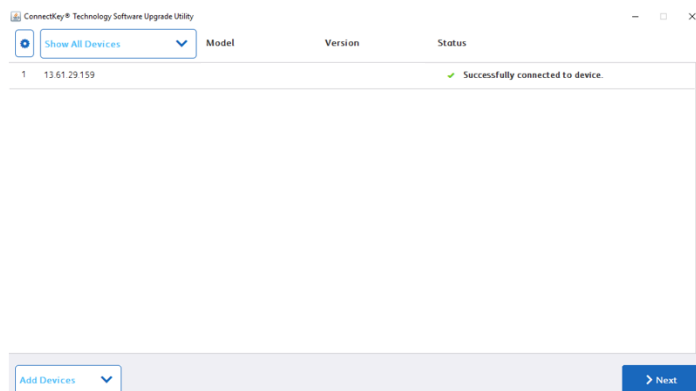 ConnectKey® Technology Software Upgrade Utility
Show All Devices Model Version Status
1 13.61.29.159 Successfully connected to device.
Add Devices Next